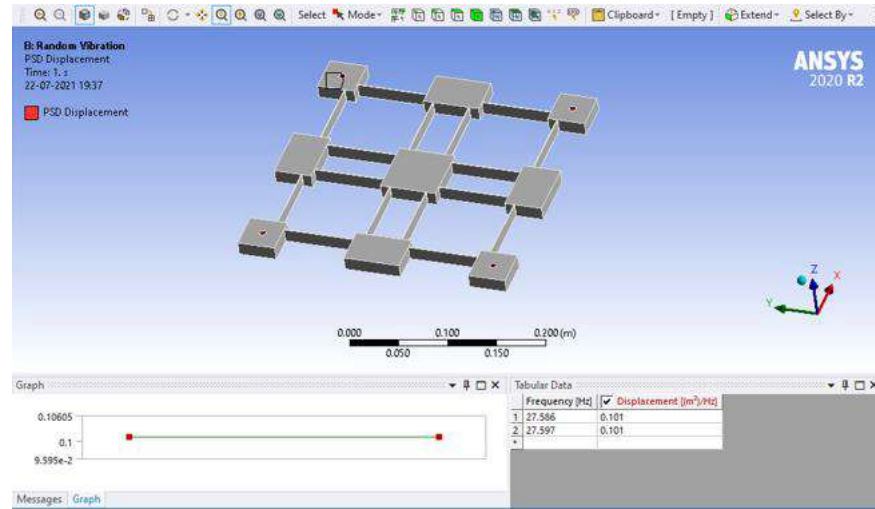 Select Mode Clipboard [Empty] Extend Select By
B: Random Vibration
PSD Displacement
Time: 1. s
22-07-2021 19:37
PSD Displacement
ANSYS
2020 R2
Z
X
Y
0.000 0.100 0.200 (m)
0.050 0.150
Graph
0.10605
0.1
9.595e-2
Messages Graph
Tabular Data
Frequency [Hz] Displacement [(m²)/Hz]
1 27.586 0.101
2 27.597 0.101
*